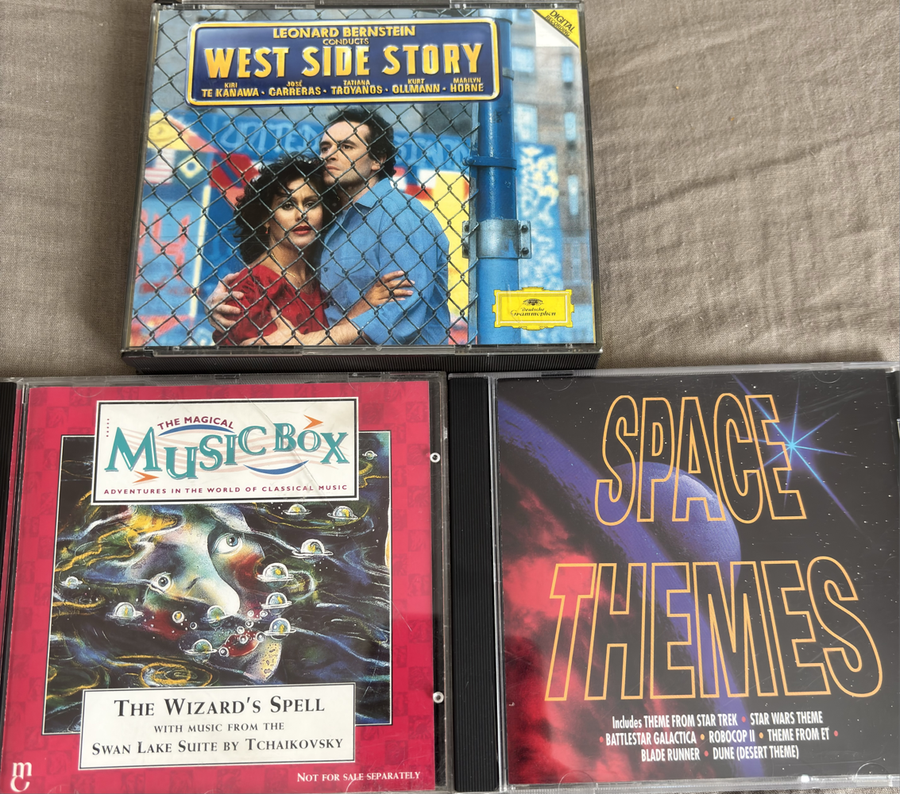 LEONARD BERNSTEIN
CONDUCTS
WEST SIDE STORY
KIRI TE KANAWA · JOSÉ CARRERAS · TATIANA TROYANOS · KURT OLLMANN · MARILYN HORNE
DIGITAL
RECORDING
Deutsche
Grammophon
THE MAGICAL
MUSIC BOX
ADVENTURES IN THE WORLD OF CLASSICAL MUSIC
THE WIZARD'S SPELL
WITH MUSIC FROM THE
SWAN LAKE SUITE BY TCHAIKOVSKY
mc
NOT FOR SALE SEPARATELY
SPACE
THEMES
Includes THEME FROM STAR TREK • STAR WARS THEME
• BATTLESTAR GALACTICA • ROBOCOP II • THEME FROM ET •
BLADE RUNNER • DUNE (DESERT THEME)